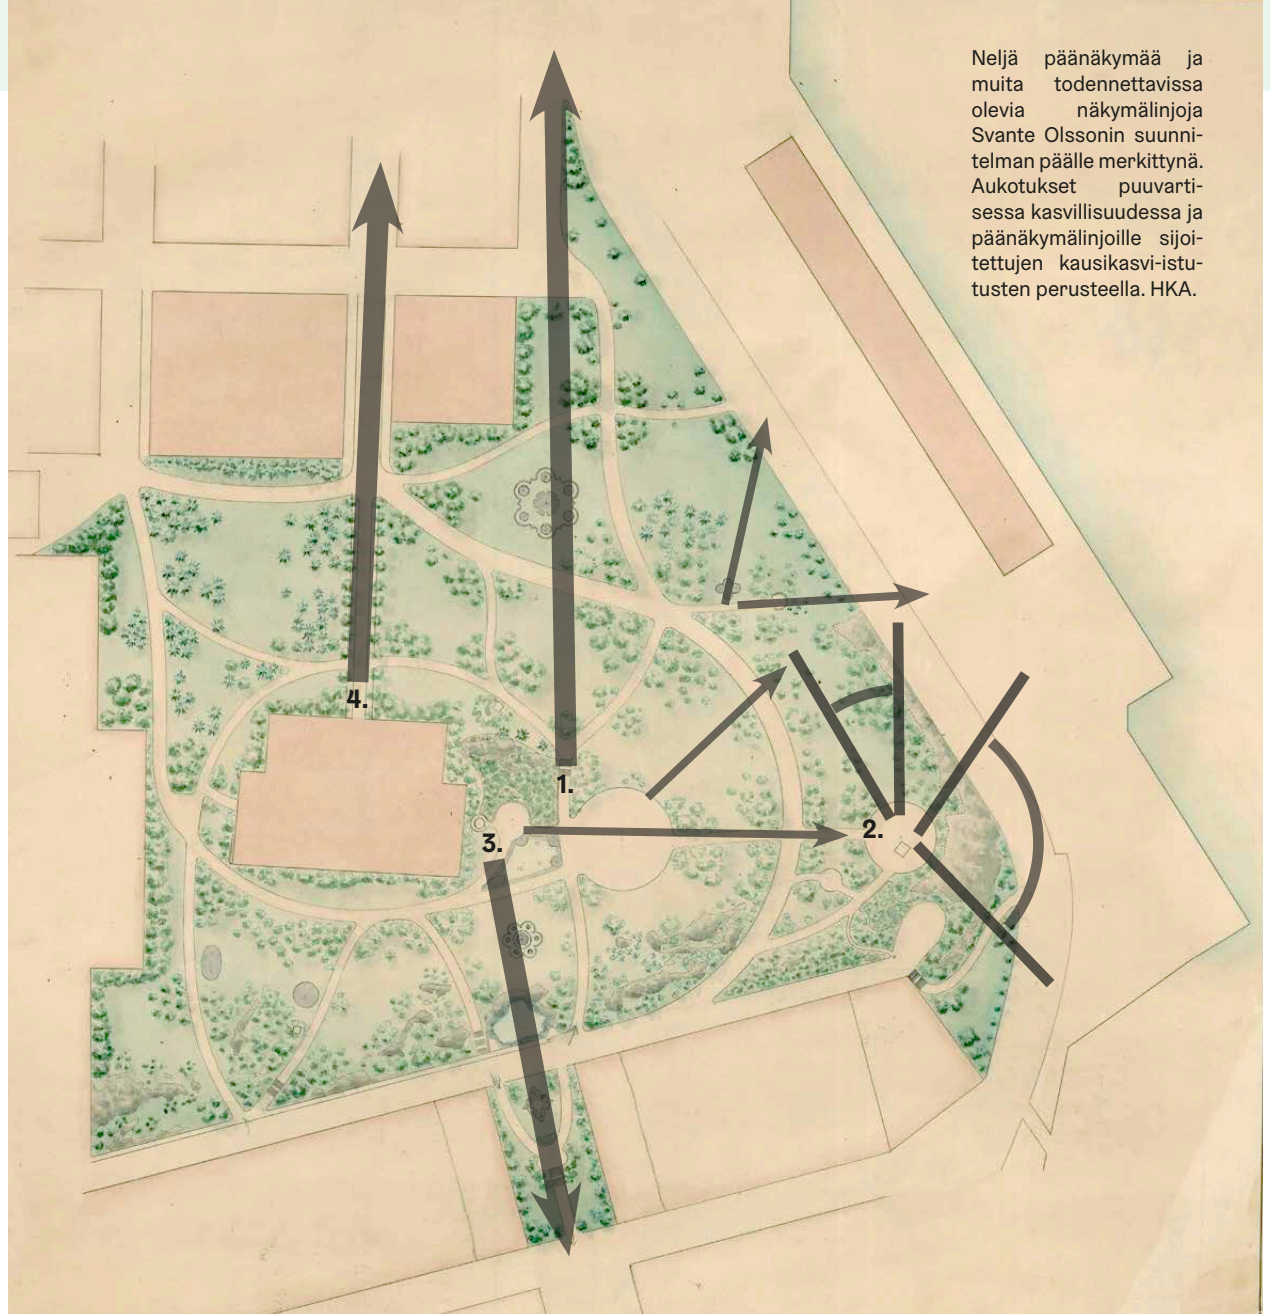 Neljä päänäkymää ja
muita todennettavissa
olevia näkymälinjoja
Svante Olssonin suunni-
telman päälle merkittynä.
Aukotukset puuvarti-
sessa kasvillisuudessa ja
päänäkymälinjoille sijoi-
tettujen kausikasvi-istu-
tusten perusteella. HKA.
4.
1.
2.
3.